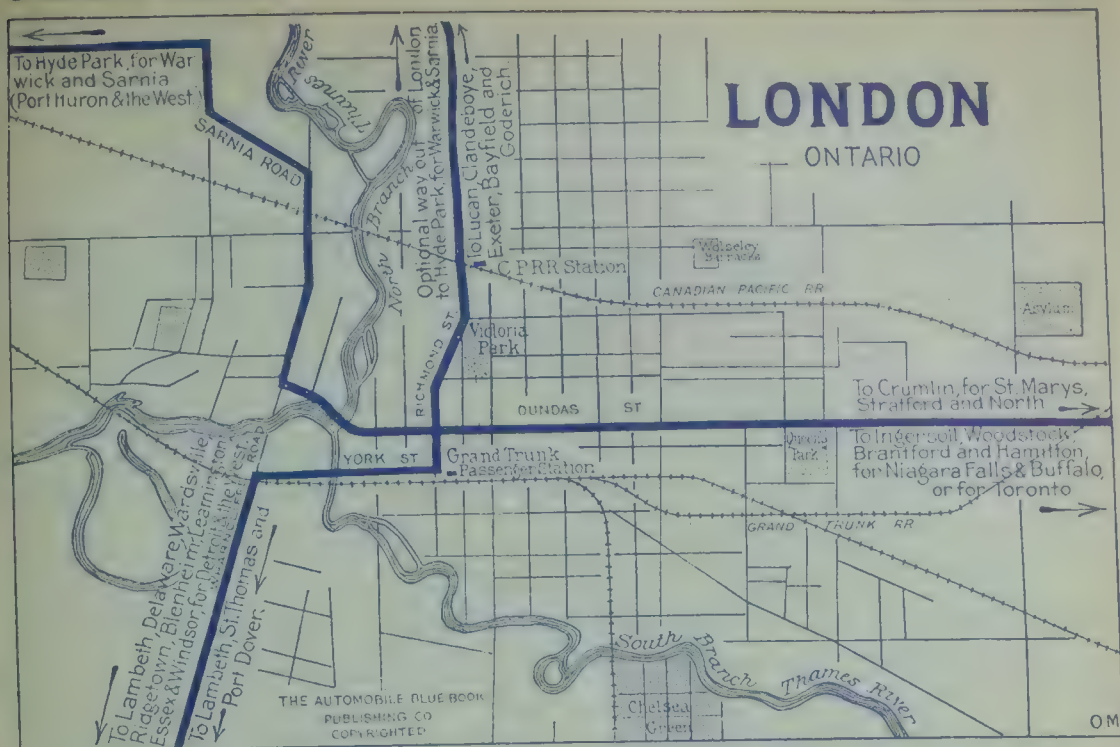 To Hyde Park, for War
wick and Sarnia
(Port Huron & the West)
SARNIA ROAD
Thames River
North Branch
Optional way out of London
to Hyde Park, for Warwick & Sarnia
To Lucan, Clandeboye,
Exeter, Bayfield and
Goderich.
LONDON
ONTARIO
C PRR Station
Wolseley
Barracks
CANADIAN PACIFIC RR
Asylum
Victoria
Park
RICHMOND ST.
DUNDAS ST
To Crumlin, for St. Marys,
Stratford and North
YORK ST
Grand Trunk
Passenger Station
Queens
Park
To Ingersoll, Woodstock,
Brantford and Hamilton,
for Niagara Falls & Buffalo,
or for Toronto
GRAND TRUNK RR
ROAD
To Lambeth, Delaware, Wardsville
Ridgetown, Blenheim, Leamington
Essex & Windsor, for Detroit & the West.
To Lambeth, St. Thomas and
Port Dover.
South Branch Thames River
Chelsea
Green
THE AUTOMOBILE BLUE BOOK
PUBLISHING CO
COPYRIGHTED
OM